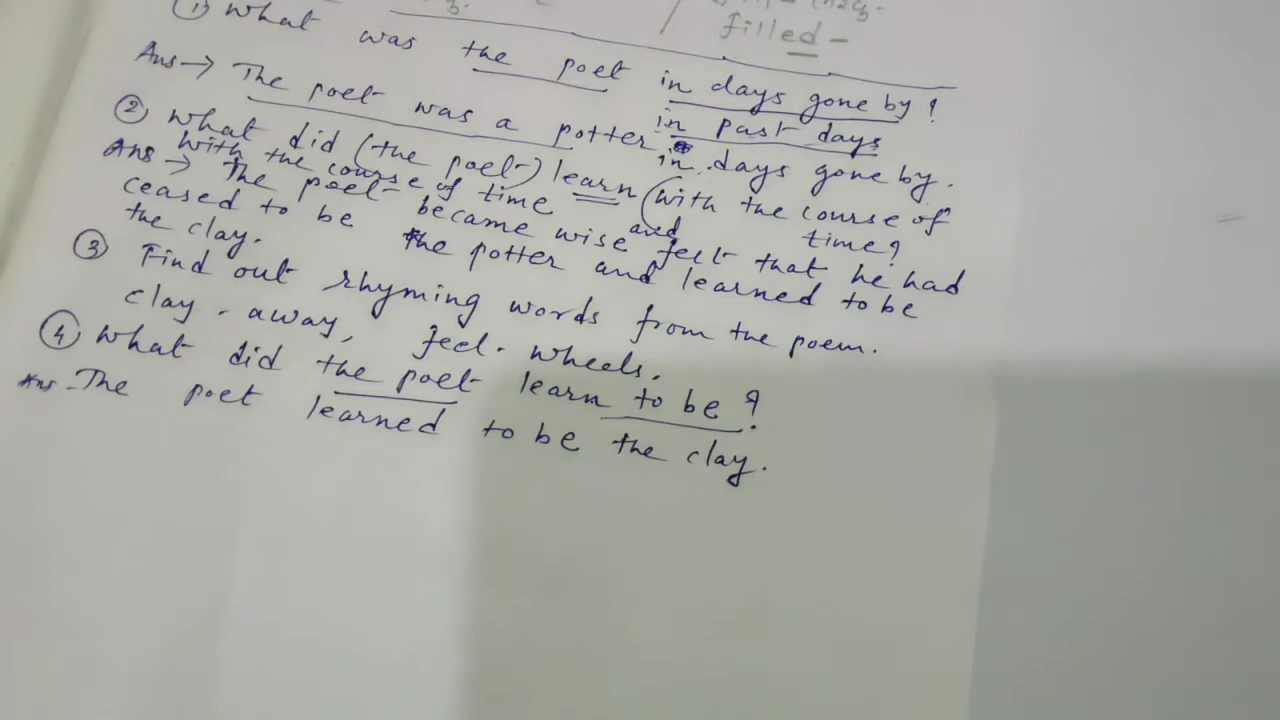 filled -
① What was the poet in days gone by?
in past days
Ans → The poet was a potter in days gone by.
② What did (the poet) learn (with the course of time?
With the course of time
Ans → The poet became wise and felt that he had
ceased to be the potter and learned to be
the clay.
③ Find out rhyming words from the poem.
clay - away, feel - wheels.
④ What did the poet learn to be?
Ans - The poet learned to be the clay.